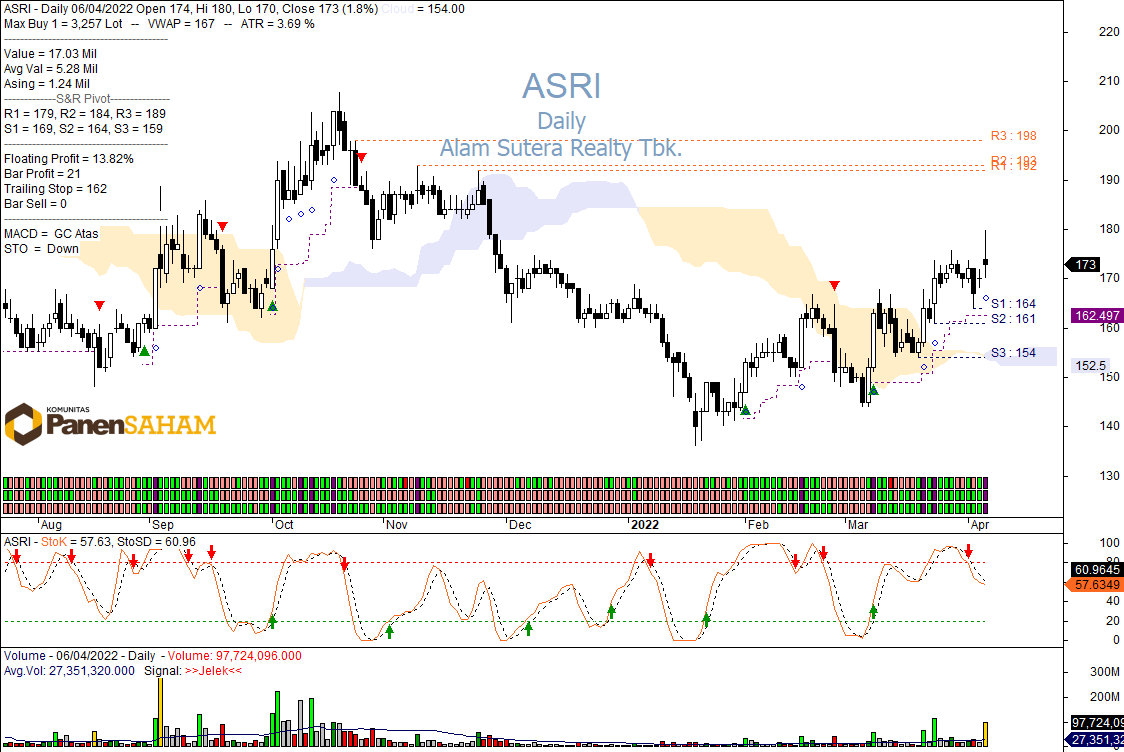 ASRI - Daily 06/04/2022 Open 174, Hi 180, Lo 170, Close 173 (1.8%) Cloud = 154.00
Max Buy 1 = 3,257 Lot -- VWAP = 167 -- ATR = 3.69 %
Value = 17.03 Mil
Avg Val = 5.28 Mil
Asing = 1.24 Mil
-------------S&R Pivot---------------
R1 = 179, R2 = 184, R3 = 189
S1 = 169, S2 = 164, S3 = 159
Floating Profit = 13.82%
Bar Profit = 21
Trailing Stop = 162
Bar Sell = 0
MACD = GC Atas
STO = Down
ASRI
Daily
Alam Sutera Realty Tbk.
R3 : 198
R2 : 193
R1 : 192
S1 : 164
S2 : 161
S3 : 154
220
210
200
190
180
173
170
162.497
160
152.5
150
140
130
KOMUNITAS
PanenSAHAM
Aug Sep Oct Nov Dec 2022 Feb Mar Apr
ASRI - StoK = 57.63, StoSD = 60.96
100
60.9645
57.6349
40
20
0
Volume - 06/04/2022 - Daily - Volume: 97,724,096.000
Avg.Vol: 27,351,320.000 Signal: >>Jelek<<
300M
200M
97,724,09
27,351,32